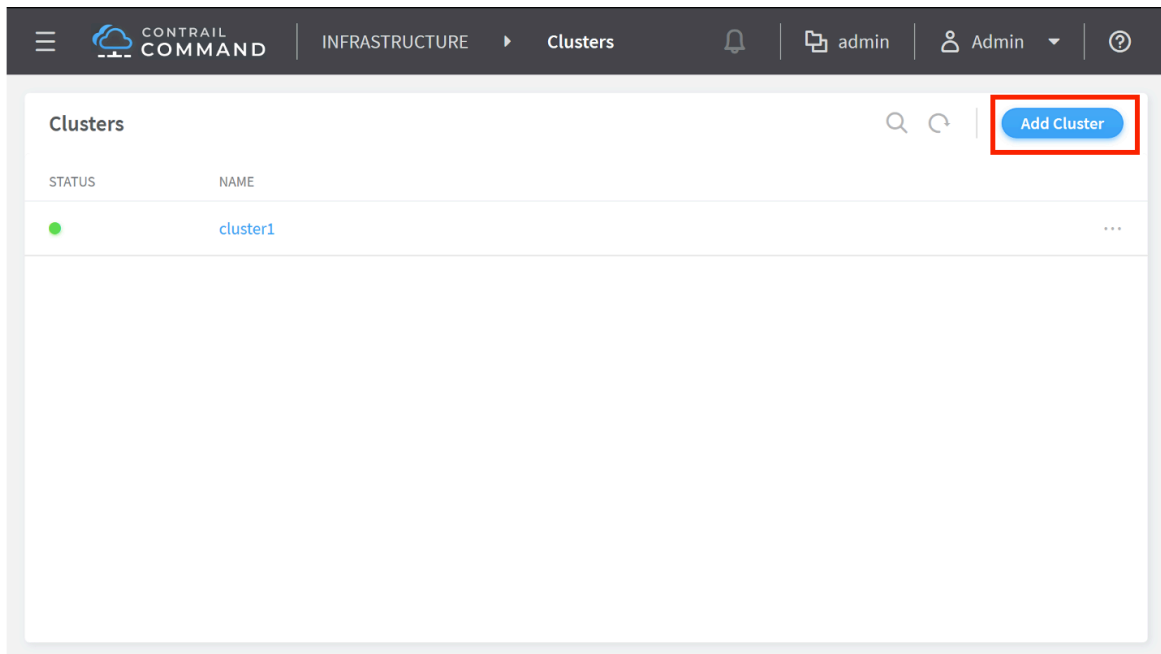 CONTRAIL
COMMAND
INFRASTRUCTURE Clusters admin Admin
Clusters Add Cluster
STATUS NAME
cluster1